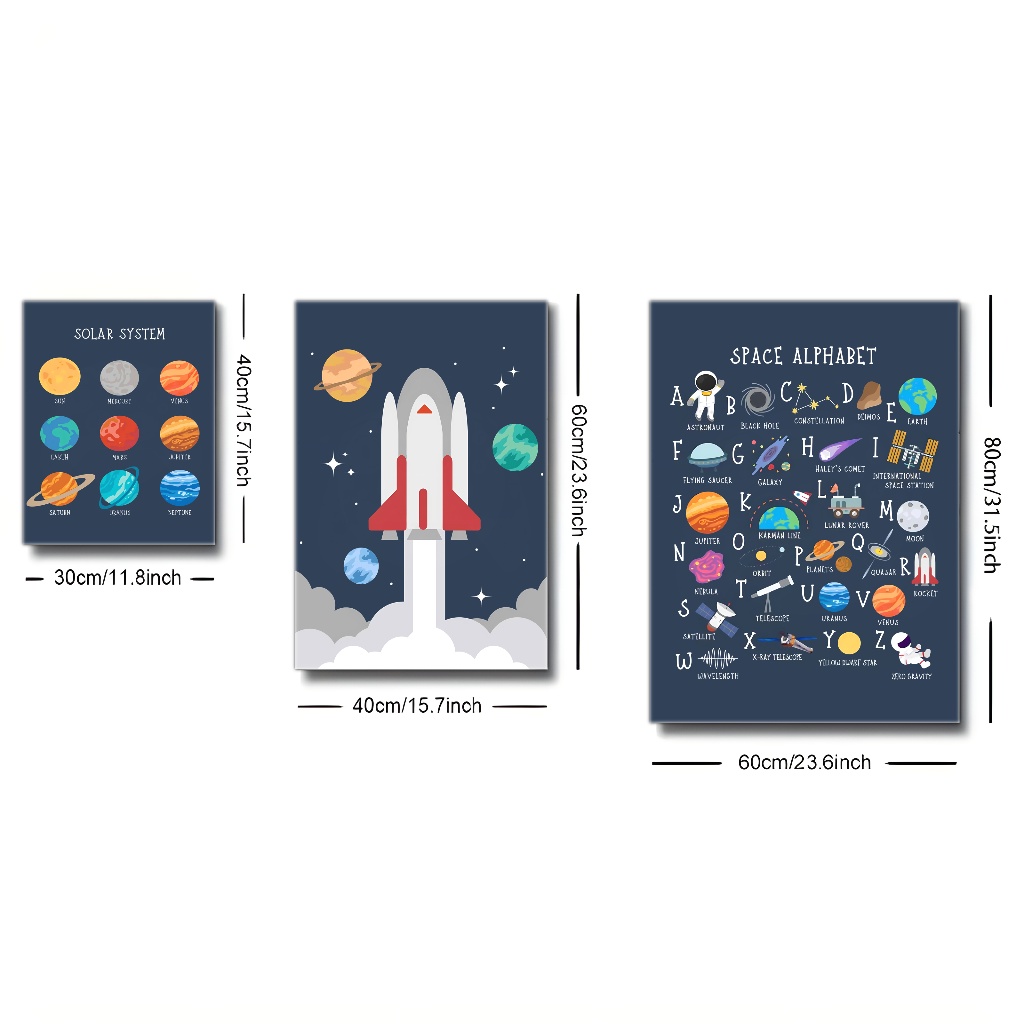 SOLAR SYSTEM
SUN MERCURY VENUS
EARTH MARS JUPITER
SATURN URANUS NEPTUNE
40cm/15.7inch
30cm/11.8inch
60cm/23.6inch
40cm/15.7inch
SPACE ALPHABET
A ASTRONAUT
B BLACK HOLE
C CONSTELLATION
D DEIMOS
E EARTH
F FLYING SAUCER
G GALAXY
H HALEY'S COMET
I INTERNATIONAL
SPACE STATION
J JUPITER
K KARMAN LINE
L LUNAR ROVER
M MOON
N NEBULA
O ORBIT
P PLANETS
Q QUASAR
R ROCKET
S SATELLITE
T TELESCOPE
U URANUS
V VENUS
W WAVELENGTH
X X-RAY TELESCOPE
Y YELLOW DWARF STAR
Z ZERO GRAVITY
80cm/31.5inch
60cm/23.6inch